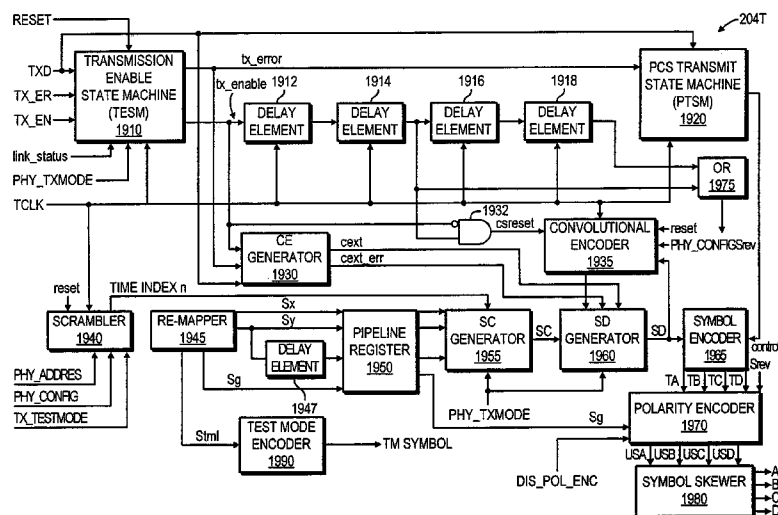 RESET
204T
TXD
TX_ER
TX_EN
link_status
PHY_TXMODE
TCLK
TRANSMISSION
ENABLE
STATE MACHINE
(TESM)
1910
tx_error
tx_enable
1912
DELAY
ELEMENT
1914
DELAY
ELEMENT
1916
DELAY
ELEMENT
1918
DELAY
ELEMENT
PCS TRANSMIT
STATE MACHINE
(PTSM)
1920
OR
1975
1932
csreset
CE
GENERATOR
1930
cext
cext_err
CONVOLUTIONAL
ENCODER
1935
reset
PHY_CONFIGSrev
reset
TIME INDEX n
SCRAMBLER
1940
PHY_ADDRES
PHY_CONFIG
TX_TESTMODE
RE-MAPPER
1945
Sx
Sy
Sg
DELAY
ELEMENT
1947
PIPELINE
REGISTER
1950
SC
GENERATOR
1955
SC
SD
GENERATOR
1960
SD
SYMBOL
ENCODER
1965
control
Srev
TA TB TC TD
PHY_TXMODE
Sg
Stml
TEST MODE
ENCODER
1990
TM SYMBOL
DIS_POL_ENC
POLARITY ENCODER
1970
USA USB USC USD
SYMBOL SKEWER
1980
A
B
C
D